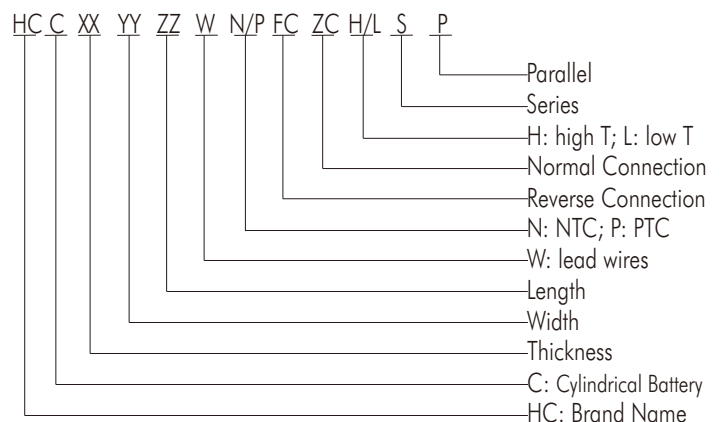 HC C XX YY ZZ W N/P FC ZC H/L S P
Parallel
Series
H: high T; L: low T
Normal Connection
Reverse Connection
N: NTC; P: PTC
W: lead wires
Length
Width
Thickness
C: Cylindrical Battery
HC: Brand Name